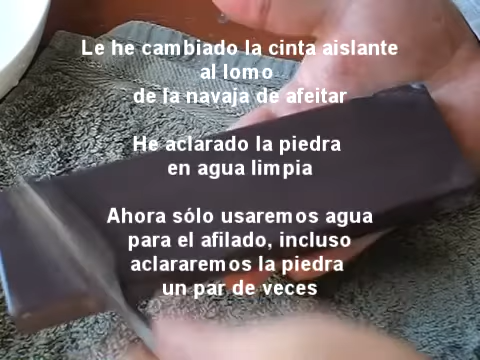 Le he cambiado la cinta aislante
al lomo
de la navaja de afeitar
He aclarado la piedra
en agua limpia
Ahora sólo usaremos agua
para el afilado, incluso
aclararemos la piedra
un par de veces